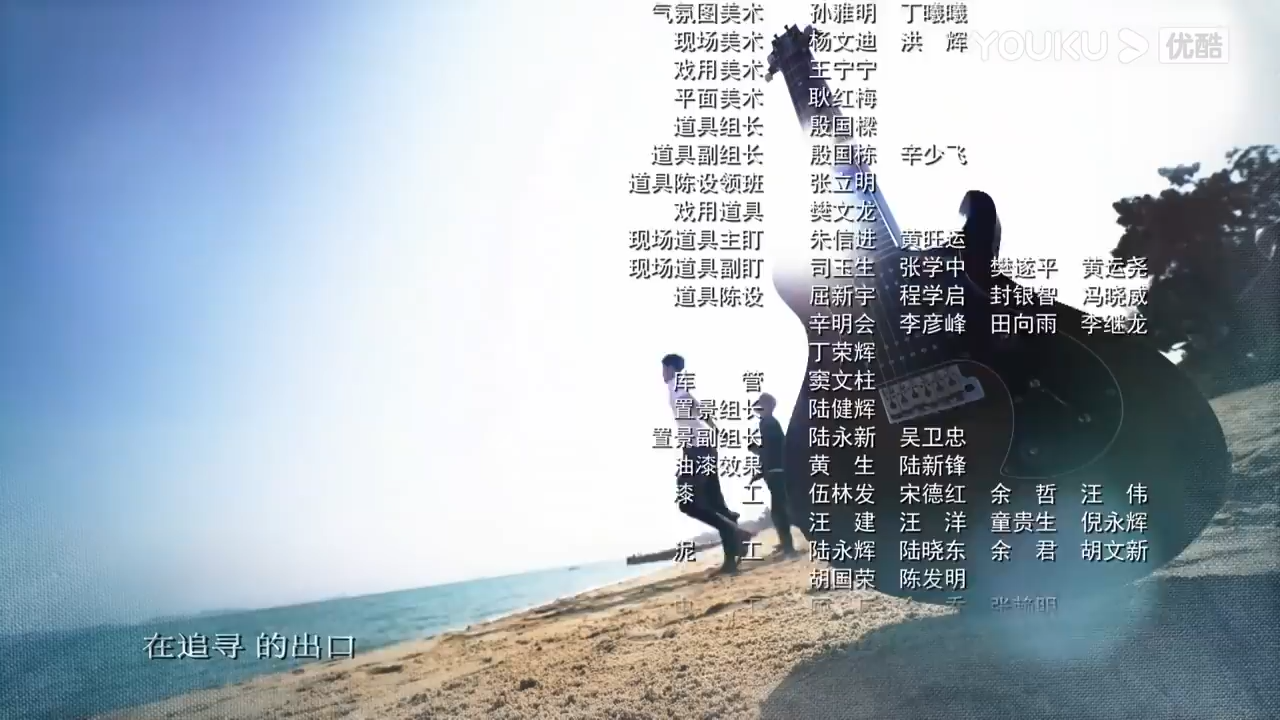 气氛图美术 孙雅明 丁曦曦
现场美术 杨文迪 洪 辉
YOUKU 优酷
戏用美术 王宁宁
平面美术 耿红梅
道具组长 殷国樑
道具副组长 殷国栋 辛少飞
道具陈设领班 张立明
戏用道具 樊文龙
现场道具主盯 朱信进 黄旺运
现场道具副盯 司玉生 张学中 樊遂平 黄运尧
道具陈设 屈新宇 程学启 封银智 冯晓威
辛明会 李彦峰 田向雨 李继龙
丁荣辉
库 管 窦文柱
置景组长 陆健辉
置景副组长 陆永新 吴卫忠
油漆效果 黄 生 陆新锋
漆 工 伍林发 宋德红 余 哲 汪 伟
汪 建 汪 洋 童贵生 倪永辉
泥 工 陆永辉 陆晓东 余 君 胡文新
胡国荣 陈发明
在追寻 的出口